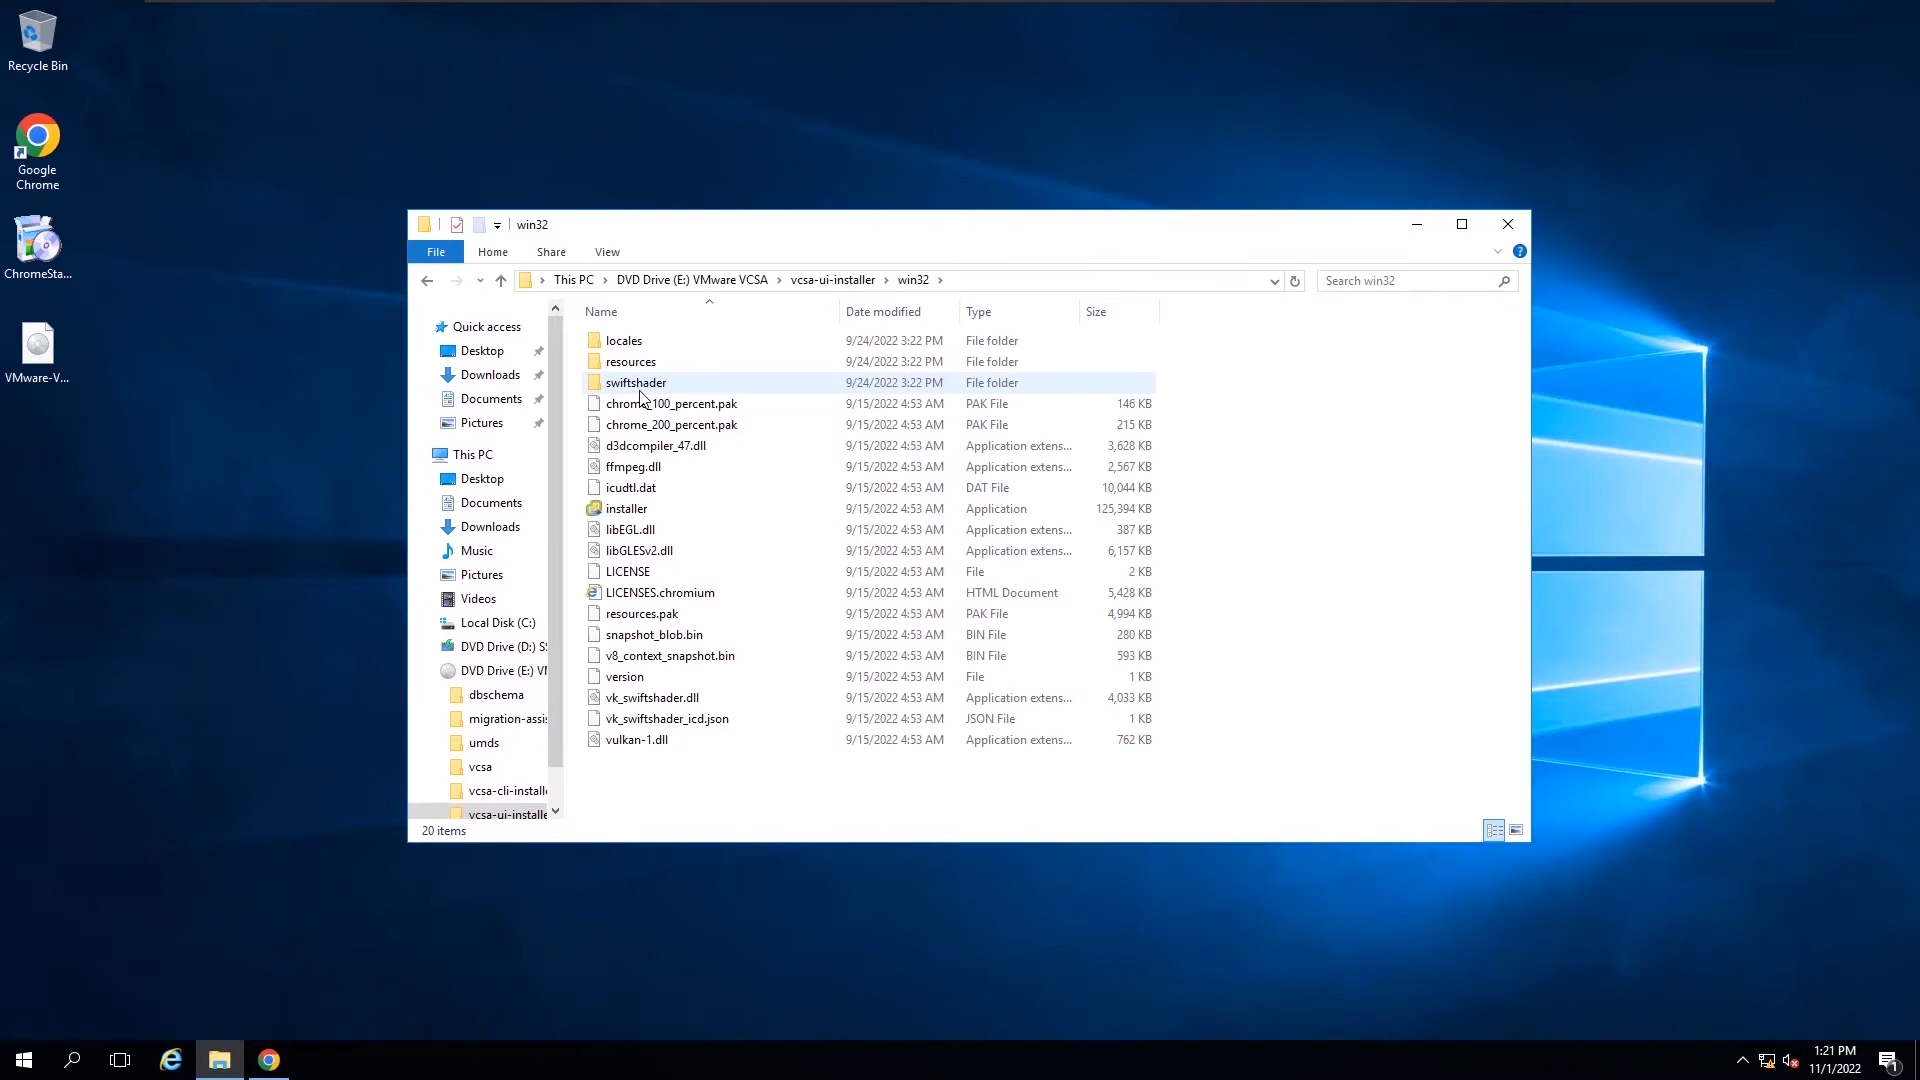 Recycle Bin
Google
Chrome
ChromeSta...
VMware-V...
win32
File Home Share View
This PC > DVD Drive (E:) VMware VCSA > vcsa-ui-installer > win32 >
Search win32
Quick access
Desktop
Downloads
Documents
Pictures
This PC
Desktop
Documents
Downloads
Music
Pictures
Videos
Local Disk (C:)
DVD Drive (D:) S
DVD Drive (E:) V
dbschema
migration-assi
umds
vcsa
vcsa-cli-installe
vcsa-ui-installe
Name Date modified Type Size
locales 9/24/2022 3:22 PM File folder
resources 9/24/2022 3:22 PM File folder
swiftshader 9/24/2022 3:22 PM File folder
chrome_100_percent.pak 9/15/2022 4:53 AM PAK File 146 KB
chrome_200_percent.pak 9/15/2022 4:53 AM PAK File 215 KB
d3dcompiler_47.dll 9/15/2022 4:53 AM Application extens... 3,628 KB
ffmpeg.dll 9/15/2022 4:53 AM Application extens... 2,567 KB
icudtl.dat 9/15/2022 4:53 AM DAT File 10,044 KB
installer 9/15/2022 4:53 AM Application 125,394 KB
libEGL.dll 9/15/2022 4:53 AM Application extens... 387 KB
libGLESv2.dll 9/15/2022 4:53 AM Application extens... 6,157 KB
LICENSE 9/15/2022 4:53 AM File 2 KB
LICENSES.chromium 9/15/2022 4:53 AM HTML Document 5,428 KB
resources.pak 9/15/2022 4:53 AM PAK File 4,994 KB
snapshot_blob.bin 9/15/2022 4:53 AM BIN File 280 KB
v8_context_snapshot.bin 9/15/2022 4:53 AM BIN File 593 KB
version 9/15/2022 4:53 AM File 1 KB
vk_swiftshader.dll 9/15/2022 4:53 AM Application extens... 4,033 KB
vk_swiftshader_icd.json 9/15/2022 4:53 AM JSON File 1 KB
vulkan-1.dll 9/15/2022 4:53 AM Application extens... 762 KB
20 items
1:21 PM
11/1/2022
1